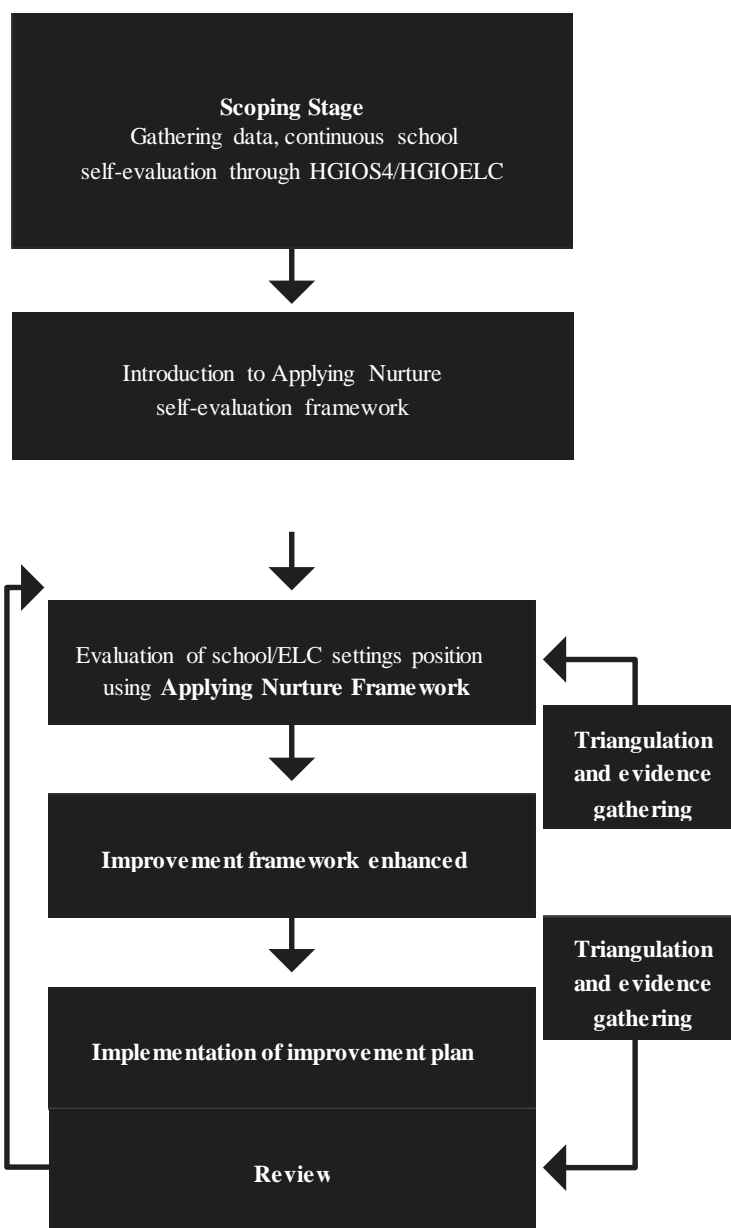 Scoping Stage
Gathering data, continuous school
self-evaluation through HGIOS4/HGIOELC
Introduction to Applying Nurture
self-evaluation framework
Evaluation of school/ELC settings position
using Applying Nurture Framework
Triangulation
and evidence
gathering
Improvement framework enhanced
Triangulation
and evidence
gathering
Implementation of improvement plan
Review